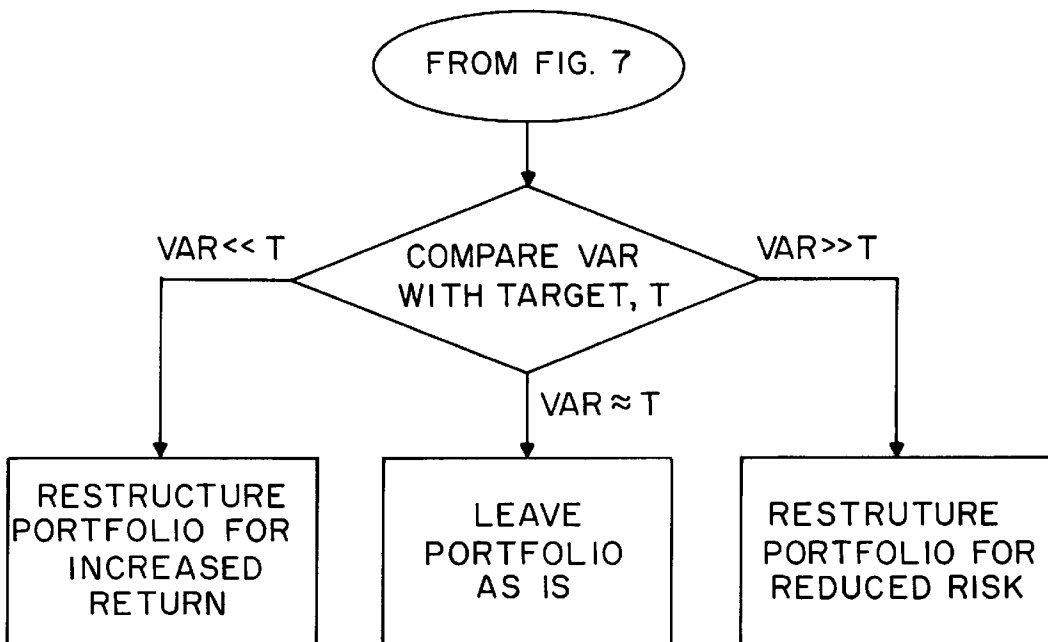 FROM FIG. 7
COMPARE VAR
WITH TARGET, T
VAR<< T
VAR>>T
VAR ≈ T
RESTRUCTURE
PORTFOLIO FOR
INCREASED
RETURN
LEAVE
PORTFOLIO
AS IS
RESTRUTURE
PORTFOLIO FOR
REDUCED RISK